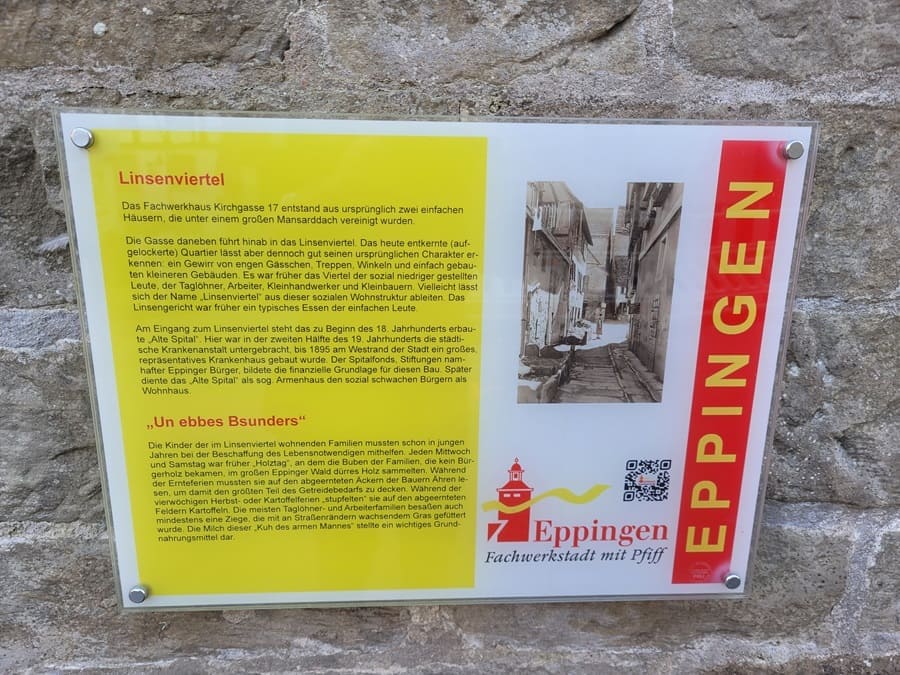 Linsenviertel
Das Fachwerkhaus Kirchgasse 17 entstand aus ursprünglich zwei einfachen
Häusern, die unter einem großen Mansarddach vereinigt wurden.
Die Gasse daneben führt hinab in das Linsenviertel. Das heute entkernte (auf-
gelockerte) Quartier lässt aber dennoch gut seinen ursprünglichen Charakter er-
kennen: ein Gewirr von engen Gässchen, Treppen, Winkeln und einfach gebau-
ten kleineren Gebäuden. Es war früher das Viertel der sozial niedriger gestellten
Leute, der Taglöhner, Arbeiter, Kleinhandwerker und Kleinbauern. Vielleicht lässt
sich der Name „Linsenviertel“ aus dieser sozialen Wohnstruktur ableiten. Das
Linsengericht war früher ein typisches Essen der einfachen Leute.
Am Eingang zum Linsenviertel steht das zu Beginn des 18. Jahrhunderts erbau-
te „Alte Spital“. Hier war in der zweiten Hälfte des 19. Jahrhunderts die städti-
sche Krankenanstalt untergebracht, bis 1895 am Westrand der Stadt ein großes,
repräsentatives Krankenhaus gebaut wurde. Der Spitalfonds, Stiftungen nam-
hafter Eppinger Bürger, bildete die finanzielle Grundlage für diesen Bau. Später
diente das „Alte Spital“ als sog. Armenhaus den sozial schwachen Bürgern als
Wohnhaus.
„Un ebbes Bsunders“
Die Kinder der im Linsenviertel wohnenden Familien mussten schon in jungen
Jahren bei der Beschaffung des Lebensnotwendigen mithelfen. Jeden Mittwoch
und Samstag war früher „Holztag“, an dem die Buben der Familien, die kein Bür-
gerholz bekamen, im großen Eppinger Wald dürres Holz sammelten. Während
der Ernteferien mussten sie auf den abgeernteten Äckern der Bauern Ähren le-
sen, um damit den größten Teil des Getreidebedarfs zu decken. Während der
vierwöchigen Herbst- oder Kartoffelferien „stupfelten“ sie auf den abgeernteten
Feldern Kartoffeln. Die meisten Taglöhner- und Arbeiterfamilien besaßen auch
mindestens eine Ziege, die mit an Straßenrändern wachsendem Gras gefüttert
wurde. Die Milch dieser „Kuh des armen Mannes“ stellte ein wichtiges Grund-
nahrungsmittel dar.
Eppingen
Fachwerkstadt mit Pfiff
EPPINGEN